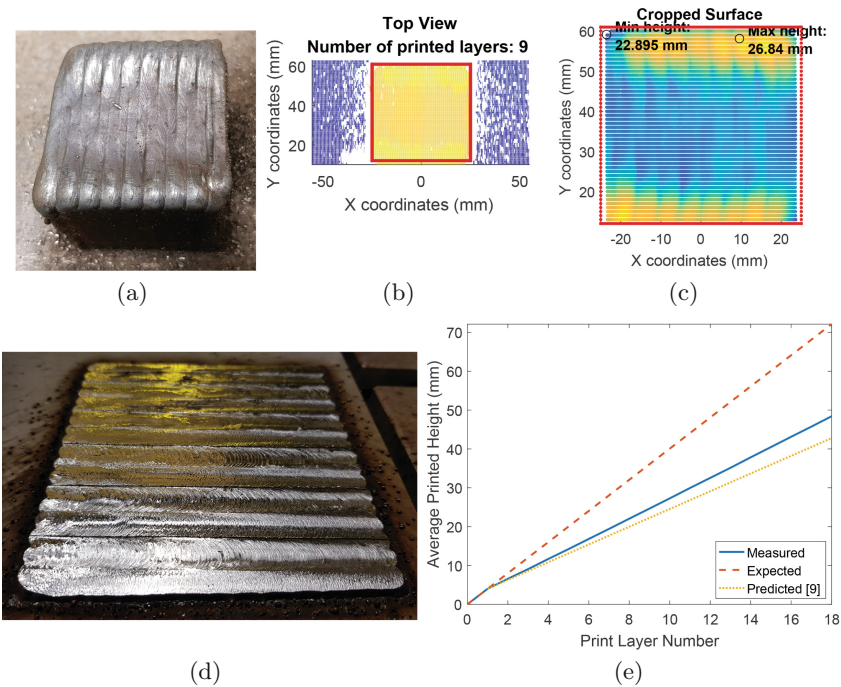 Top View
Number of printed layers: 9
Y coordinates (mm)
60
40
20
-50
0
50
X coordinates (mm)
Cropped Surface
Min height:
22.895 mm
Max height:
26.84 mm
Y coordinates (mm)
60
50
40
30
20
-20
-10
0
10
20
X coordinates (mm)
(a)
(b)
(c)
Average Printed Height (mm)
70
60
50
40
30
20
10
0
0
2
4
6
8
10
12
14
16
18
Print Layer Number
Measured
Expected
Predicted [9]
(d)
(e)